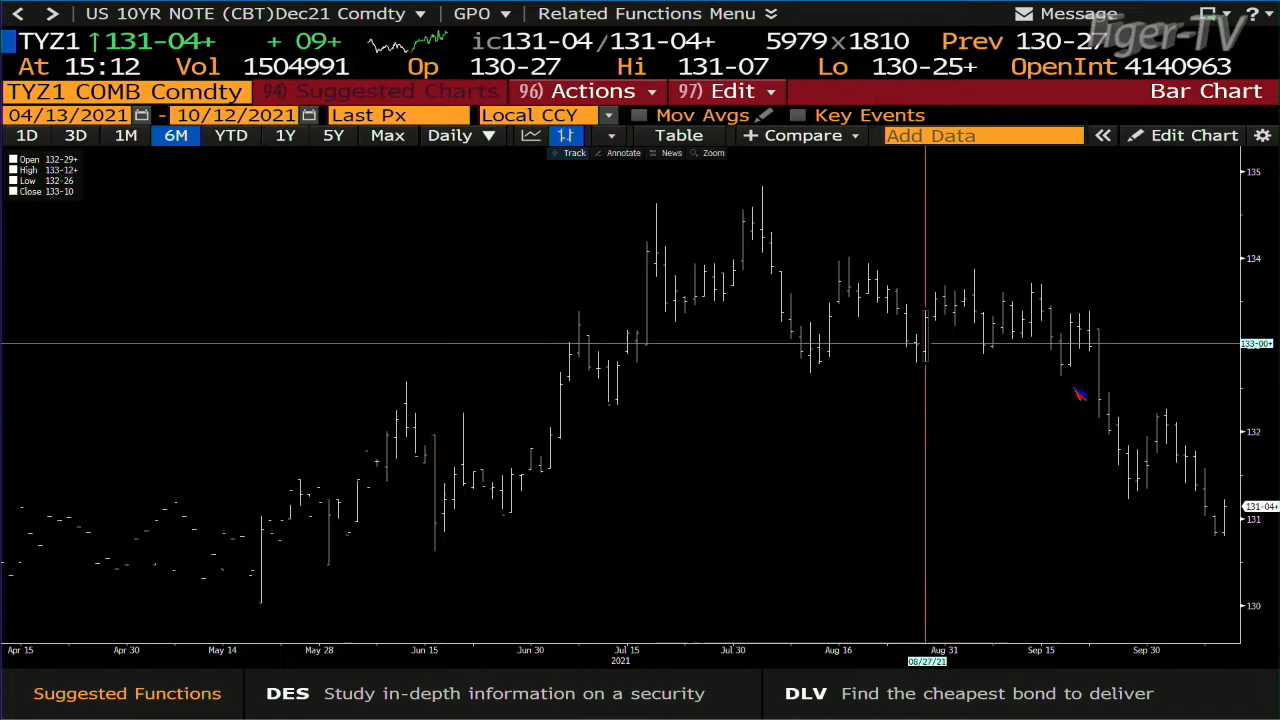 US 10YR NOTE (CBT)Dec21 Comdty GPO Related Functions Menu Message ?
TYZ1 ↑131-04+ + 09+ ic131-04/131-04+ 5979x1810 Prev 130-27 Tiger-TV
At 15:12 Vol 1504991 Op 130-27 Hi 131-07 Lo 130-25+ OpenInt 4140963
TYZ1 COMB Comdty 94) Suggested Charts 96) Actions 97) Edit Bar Chart
04/13/2021 - 10/12/2021 Last Px Local CCY Mov Avgs Key Events
1D 3D 1M 6M YTD 1Y 5Y Max Daily ▼ Table + Compare Add Data « Edit Chart
Track Annotate News Zoom
Open 132-29+
High 133-12+
Low 132-26
Close 133-10
135
134
133-00+
132
131-04+
131
130
Apr 15 Apr 30 May 14 May 28 Jun 15 Jun 30 Jul 15 Jul 30 Aug 16 Aug 31 Sep 15 Sep 30
2021 08/27/21
Suggested Functions DES Study in-depth information on a security DLV Find the cheapest bond to deliver